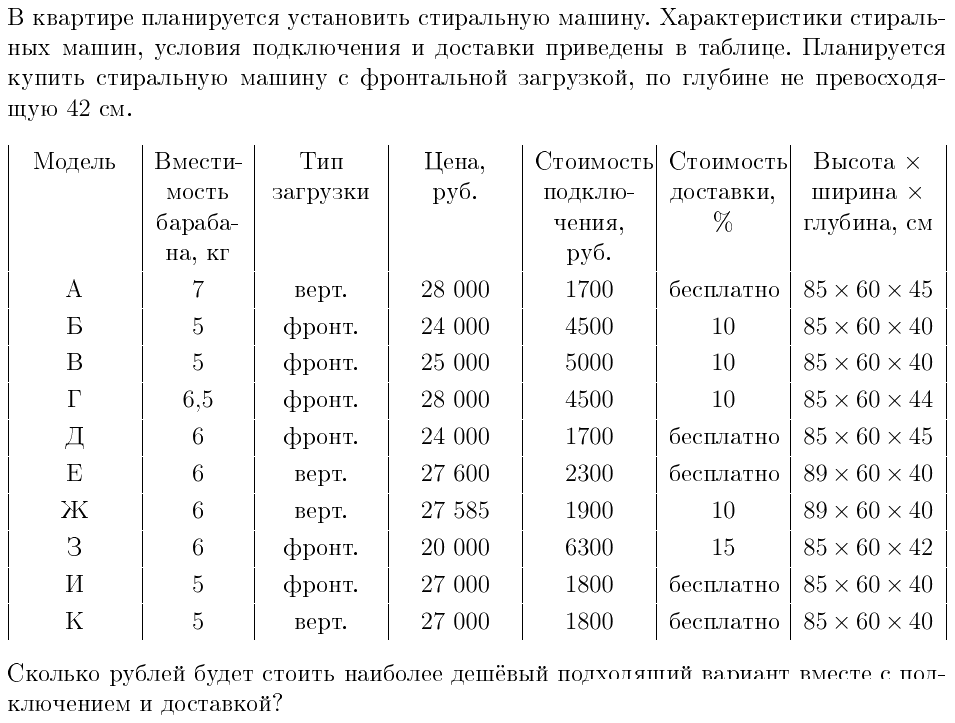 В квартире планируется установить стиральную машину. Характеристики стираль-
ных машин, условия подключения и доставки приведены в таблице. Планируется
купить стиральную машину с фронтальной загрузкой, по глубине не превосходя-
щую 42 см.
Модель Вмести- Тип Цена, Стоимость Стоимость Высота ×
мость загрузки руб. подклю- доставки, ширина ×
бараба- чения, % глубина, см
на, кг руб.
А 7 верт. 28 000 1700 бесплатно 85 × 60 × 45
Б 5 фронт. 24 000 4500 10 85 × 60 × 40
В 5 фронт. 25 000 5000 10 85 × 60 × 40
Г 6,5 фронт. 28 000 4500 10 85 × 60 × 44
Д 6 фронт. 24 000 1700 бесплатно 85 × 60 × 45
Е 6 верт. 27 600 2300 бесплатно 89 × 60 × 40
Ж 6 верт. 27 585 1900 10 89 × 60 × 40
З 6 фронт. 20 000 6300 15 85 × 60 × 42
И 5 фронт. 27 000 1800 бесплатно 85 × 60 × 40
К 5 верт. 27 000 1800 бесплатно 85 × 60 × 40
Сколько рублей будет стоить наиболее дешёвый подходящий вариант вместе с под-
ключением и доставкой?